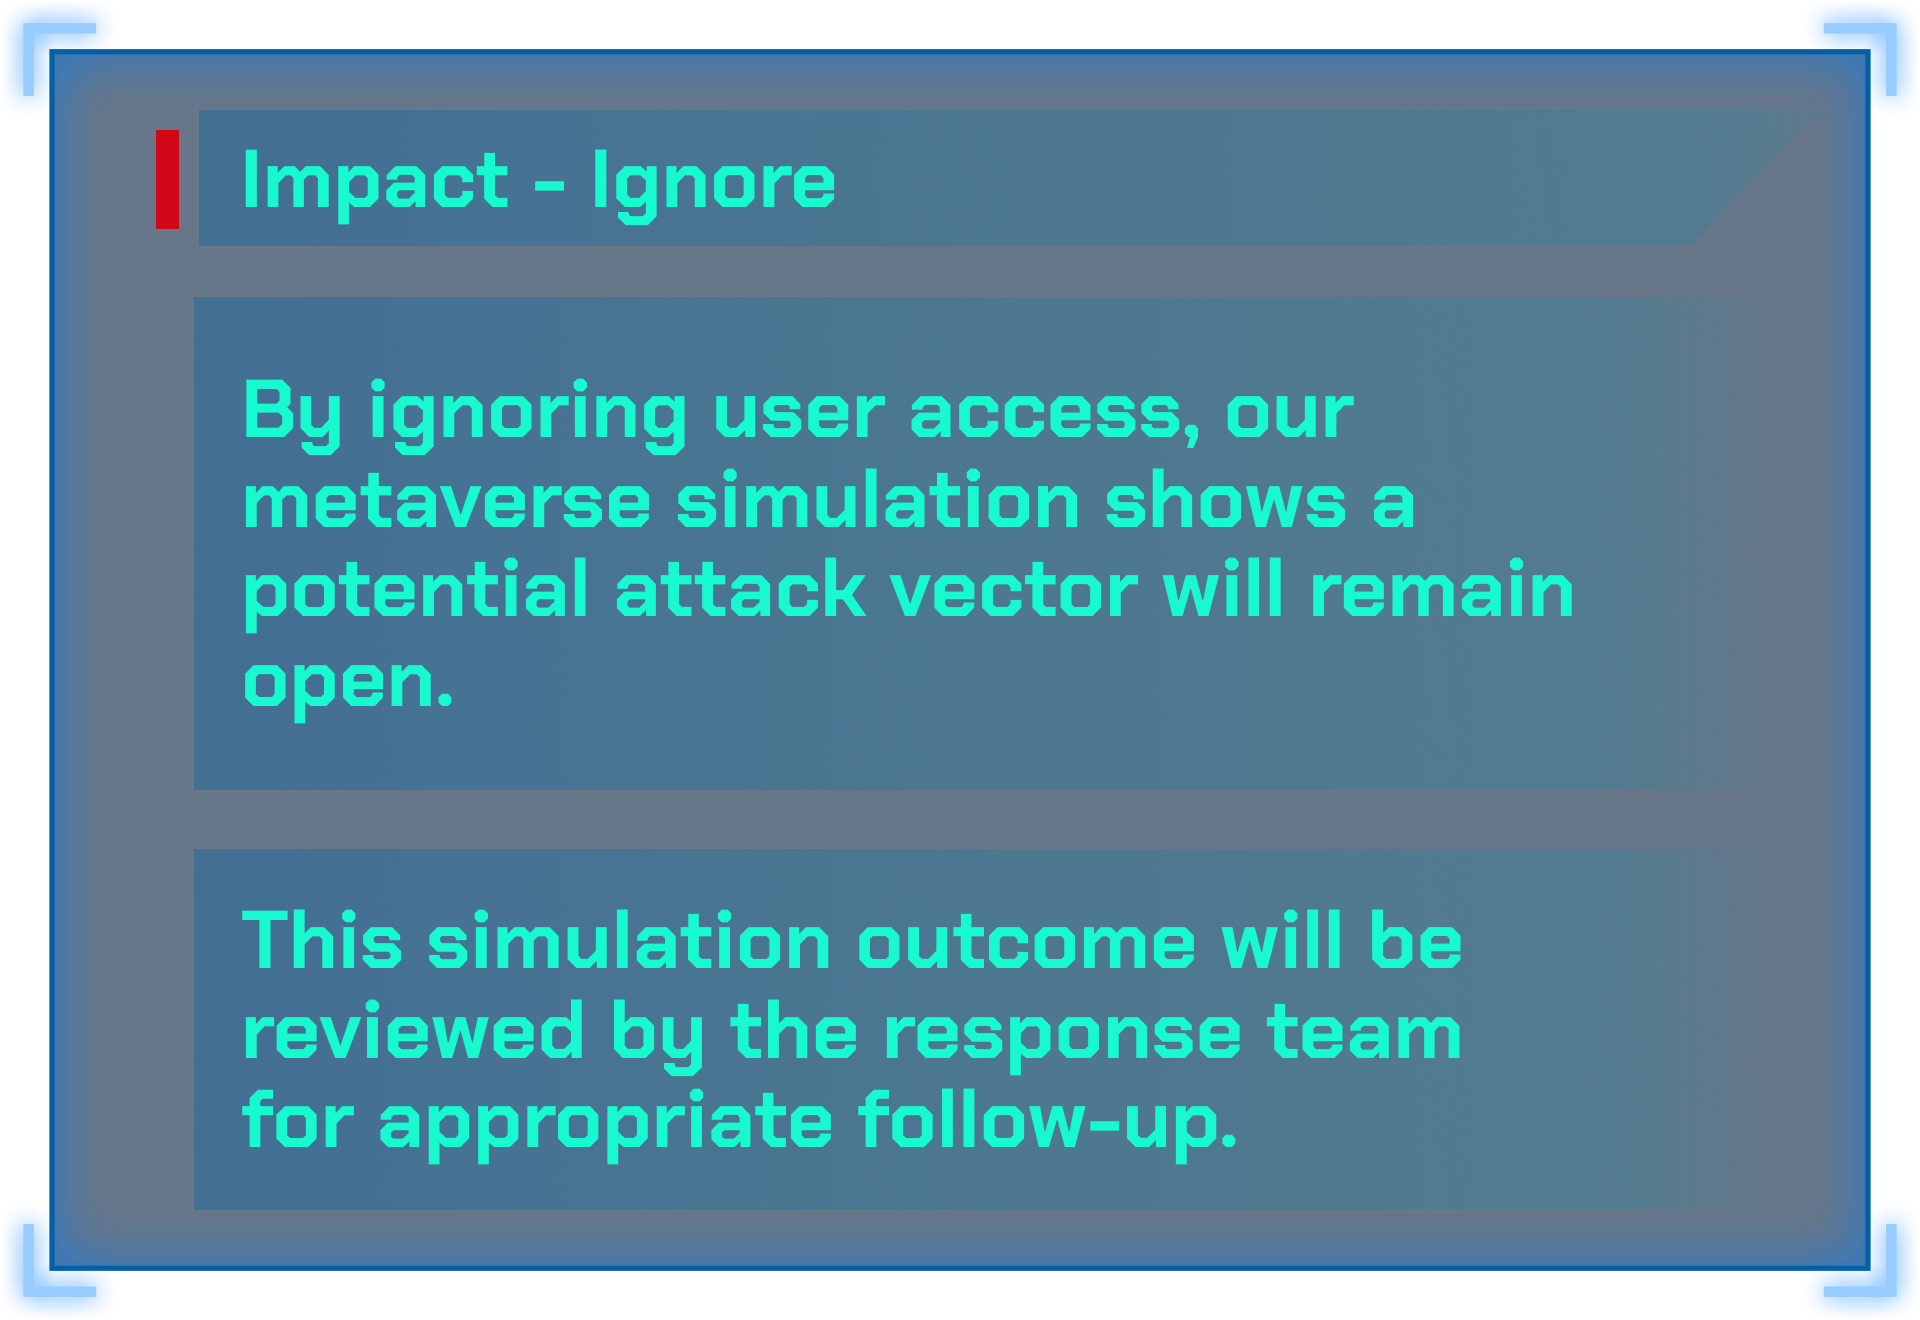 Impact - Ignore
By ignoring user access, our
metaverse simulation shows a
potential attack vector will remain
open.
This simulation outcome will be
reviewed by the response team
for appropriate follow-up.